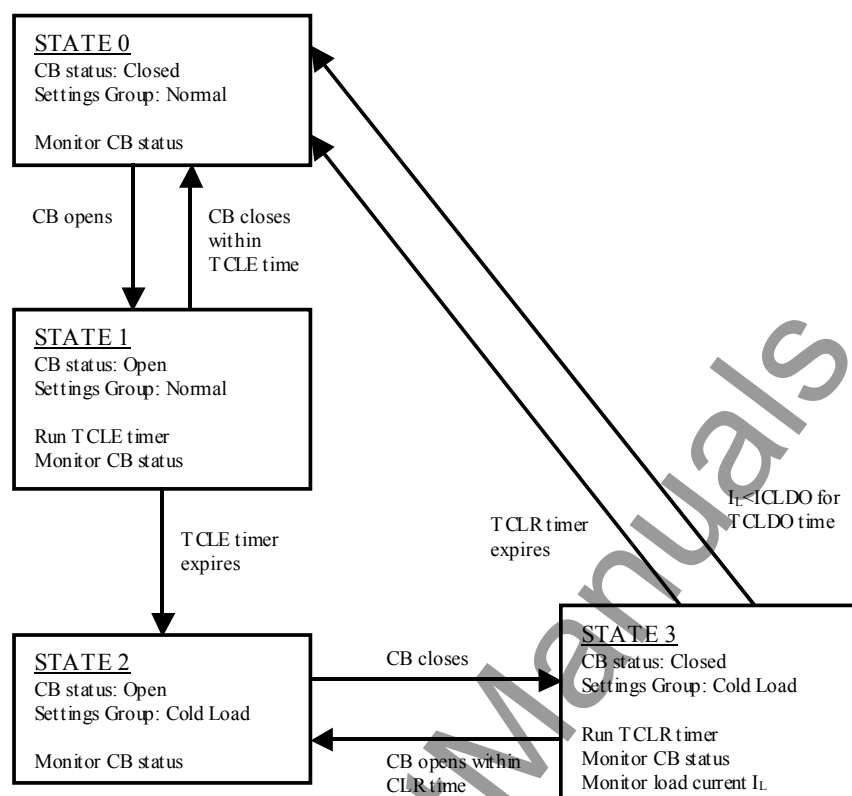 STATE 0
CB status: Closed
Settings Group: Normal
Monitor CB status
CB opens
CB closes
within
TCLE time
STATE 1
CB status: Open
Settings Group: Normal
Run TCLE timer
Monitor CB status
TCLE timer
expires
TCLR timer
expires
IL<ICLDO for
TCLDO time
STATE 2
CB status: Open
Settings Group: Cold Load
Monitor CB status
CB closes
CB opens within
CLR time
STATE 3
CB status: Closed
Settings Group: Cold Load
Run TCLR timer
Monitor CB status
Monitor load current IL
Manuals